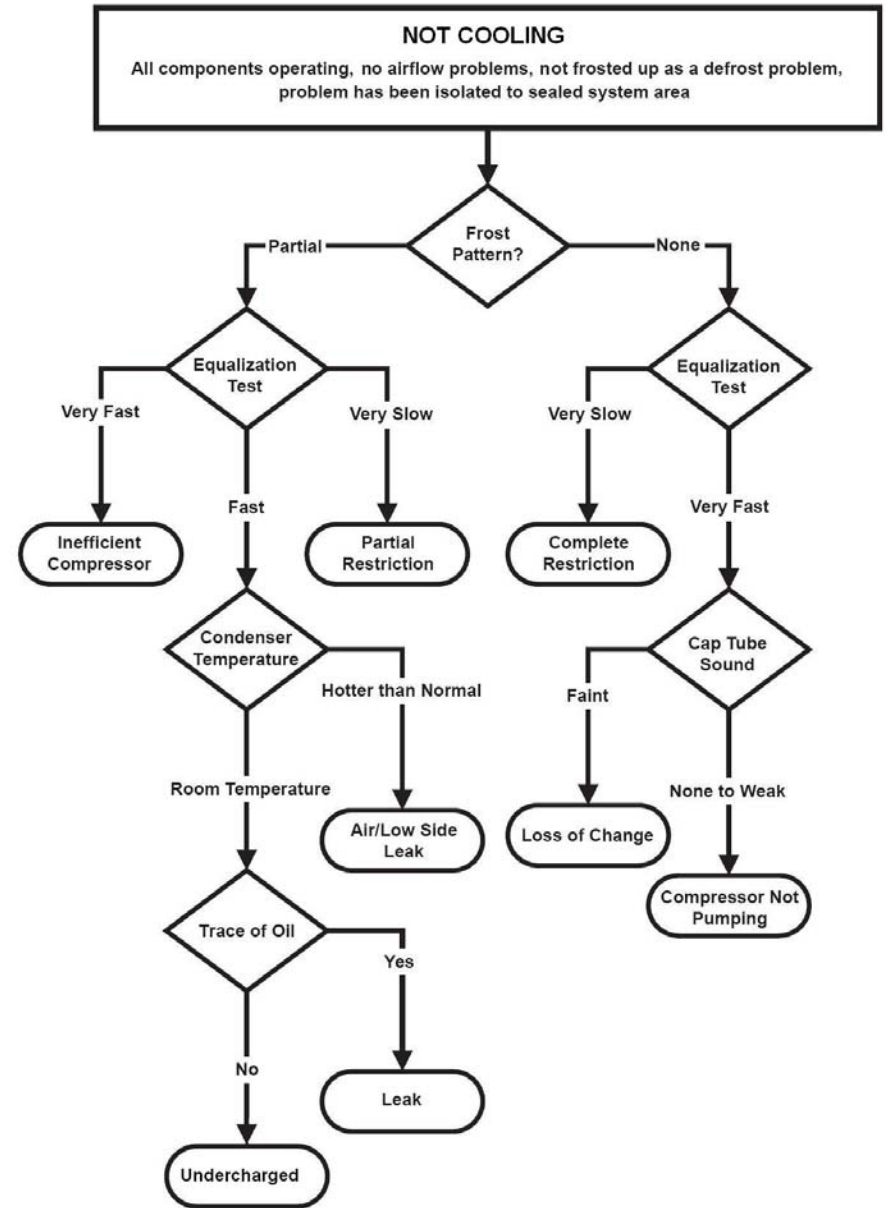 NOT COOLING
All components operating, no airflow problems, not frosted up as a defrost problem,
problem has been isolated to sealed system area
Frost
Pattern?
Partial
None
Equalization
Test
Equalization
Test
Very Fast
Very Slow
Very Slow
Fast
Very Fast
Inefficient
Compressor
Partial
Restriction
Complete
Restriction
Condenser
Temperature
Cap Tube
Sound
Hotter than Normal
Faint
Room Temperature
None to Weak
Air/Low Side
Leak
Loss of Change
Compressor Not
Pumping
Trace of Oil
Yes
No
Leak
Undercharged